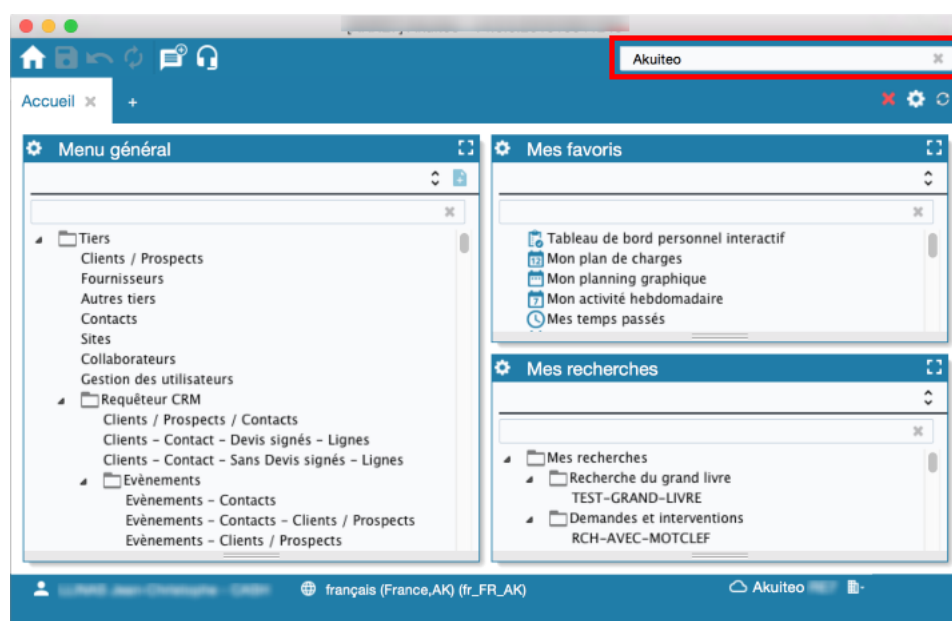 Akuiteo
Accueil
+
Menu général
Tiers
Clients / Prospects
Fournisseurs
Autres tiers
Contacts
Sites
Collaborateurs
Gestion des utilisateurs
Requêteur CRM
Clients / Prospects / Contacts
Clients – Contact – Devis signés – Lignes
Clients – Contact – Sans Devis signés – Lignes
Evènements
Evènements – Contacts
Evènements – Contacts – Clients / Prospects
Evènements – Clients / Prospects
Mes favoris
Tableau de bord personnel interactif
12 Mon plan de charges
Mon planning graphique
7 Mon activité hebdomadaire
Mes temps passés
Mes recherches
Mes recherches
Recherche du grand livre
TEST-GRAND-LIVRE
Demandes et interventions
RCH-AVEC-MOTCLEF
français (France,AK) (fr_FR_AK)
Akuiteo